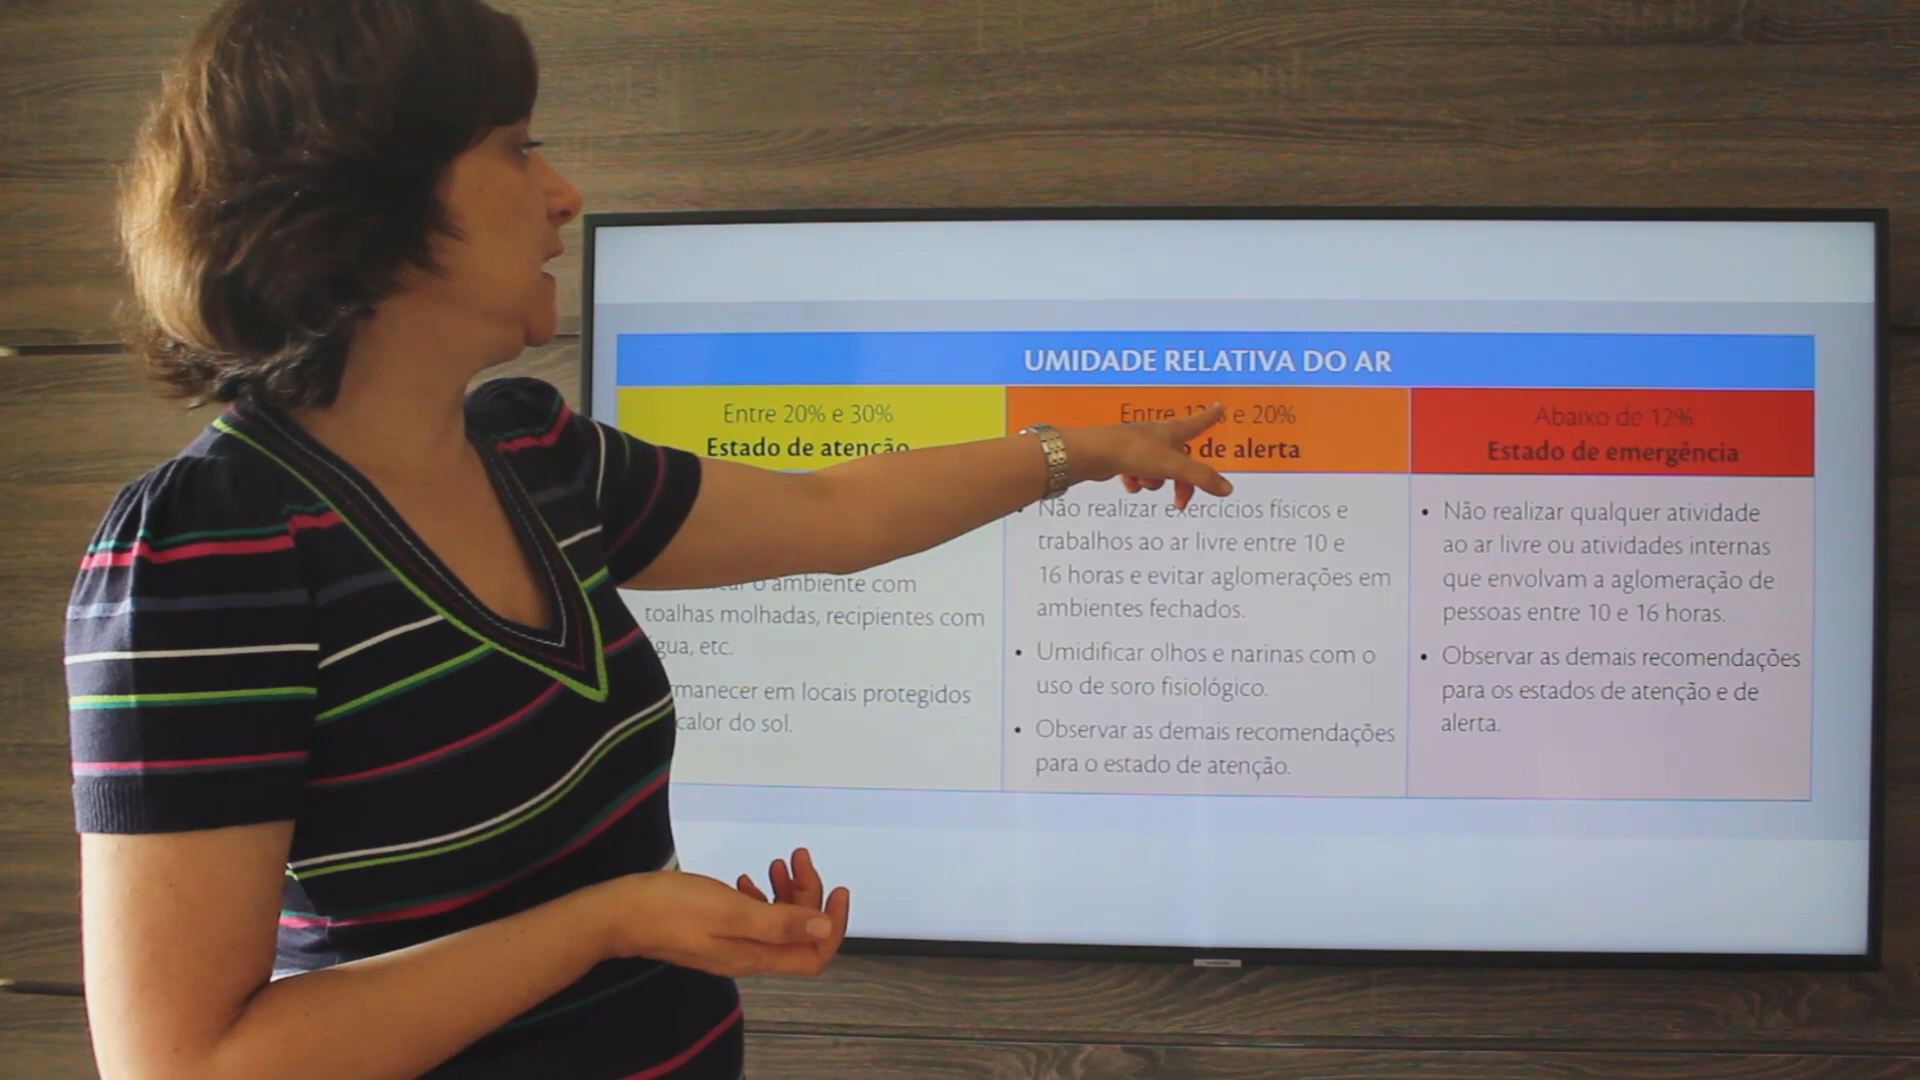 UMIDADE RELATIVA DO AR
Entre 20% e 30%
Estado de atenção
Entre 12% e 20%
de alerta
Abaixo de 12%
Estado de emergência
o ambiente com
toalhas molhadas, recipientes com
etc.
em locais protegidos
calor do sol.
• Não realizar exercícios físicos e
trabalhos ao ar livre entre 10 e
16 horas e evitar aglomerações em
ambientes fechados.
• Umidificar olhos e narinas com o
uso de soro fisiológico.
• Observar as demais recomendações
para o estado de atenção.
• Não realizar qualquer atividade
ao ar livre ou atividades internas
que envolvam a aglomeração de
pessoas entre 10 e 16 horas.
• Observar as demais recomendações
para os estados de atenção e de
alerta.